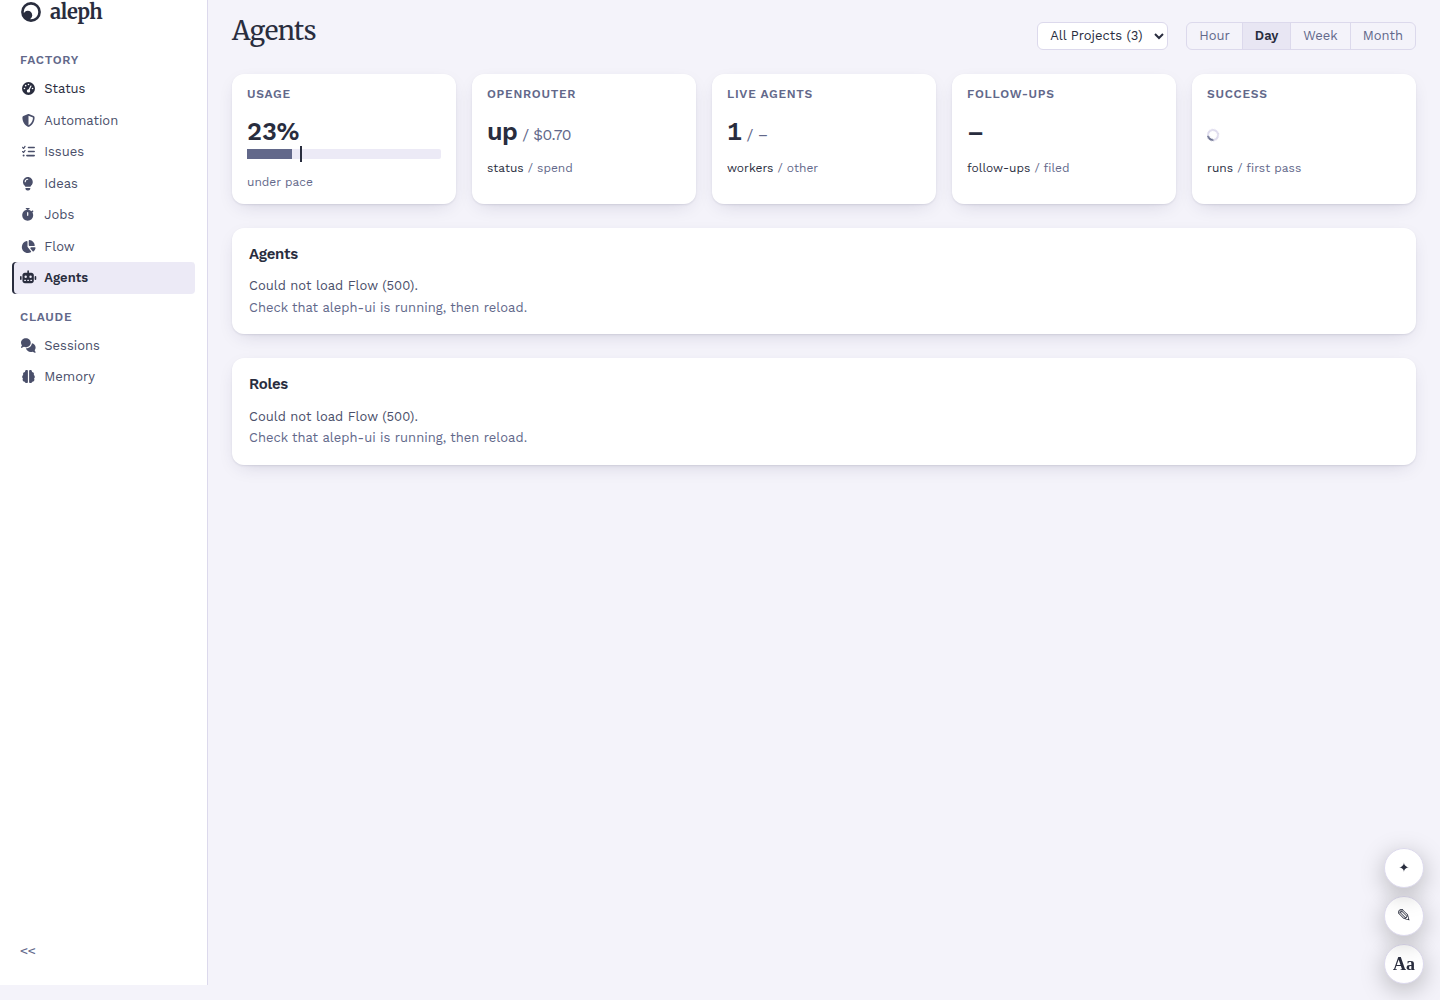 aleph
FACTORY
Status
Automation
Issues
Ideas
Jobs
Flow
Agents
CLAUDE
Sessions
Memory
<<
Agents
All Projects (3)
Hour Day Week Month
USAGE
23%
under pace
OPENROUTER
up / $0.70
status / spend
LIVE AGENTS
1 / –
workers / other
FOLLOW-UPS
–
follow-ups / filed
SUCCESS
runs / first pass
Agents
Could not load Flow (500).
Check that aleph-ui is running, then reload.
Roles
Could not load Flow (500).
Check that aleph-ui is running, then reload.
Aa